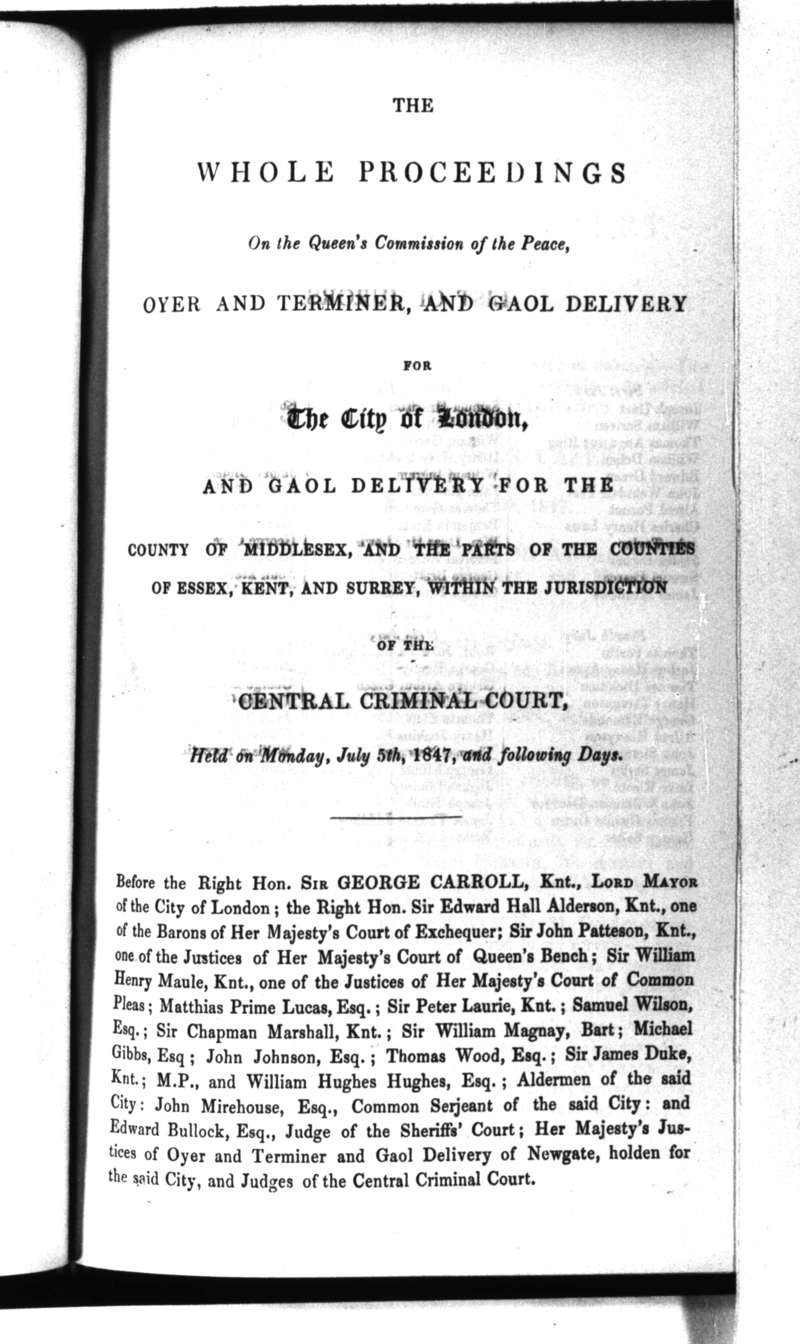 THE
WHOLE PROCEEDINGS
On the Queen's Commission of the Peace,
OYER AND TERMINER, AND GAOL DELIVERY
FOR
The City of London,
AND GAOL DELIVERY FOR THE
COUNTY OF MIDDLESEX, AND THE PARTS OF THE COUNTIES
OF ESSEX, KENT, AND SURREY, WITHIN THE JURISDICTION
OF THE
CENTRAL CRIMINAL COURT,
Held on Monday, July 5th, 1847, and following Days.
Before the Right Hon. SIR GEORGE CARROLL, Knt., LORD MAYOR
of the City of London; the Right Hon. Sir Edward Hall Alderson, Knt., one
of the Barons of Her Majesty's Court of Exchequer; Sir John Patteson, Knt.,
one of the Justices of Her Majesty's Court of Queen's Bench; Sir William
Henry Maule, Knt., one of the Justices of Her Majesty's Court of Common
Pleas; Matthias Prime Lucas, Esq.; Sir Peter Laurie, Knt.; Samuel Wilson,
Esq.; Sir Chapman Marshall, Knt.; Sir William Magnay, Bart; Michael
Gibbs, Esq; John Johnson, Esq.; Thomas Wood, Esq.; Sir James Duke,
Knt.; M.P., and William Hughes Hughes, Esq.; Aldermen of the said
City: John Mirehouse, Esq., Common Serjeant of the said City: and
Edward Bullock, Esq., Judge of the Sheriffs' Court; Her Majesty's Jus-
tices of Oyer and Terminer and Gaol Delivery of Newgate, holden for
the said City, and Judges of the Central Criminal Court.